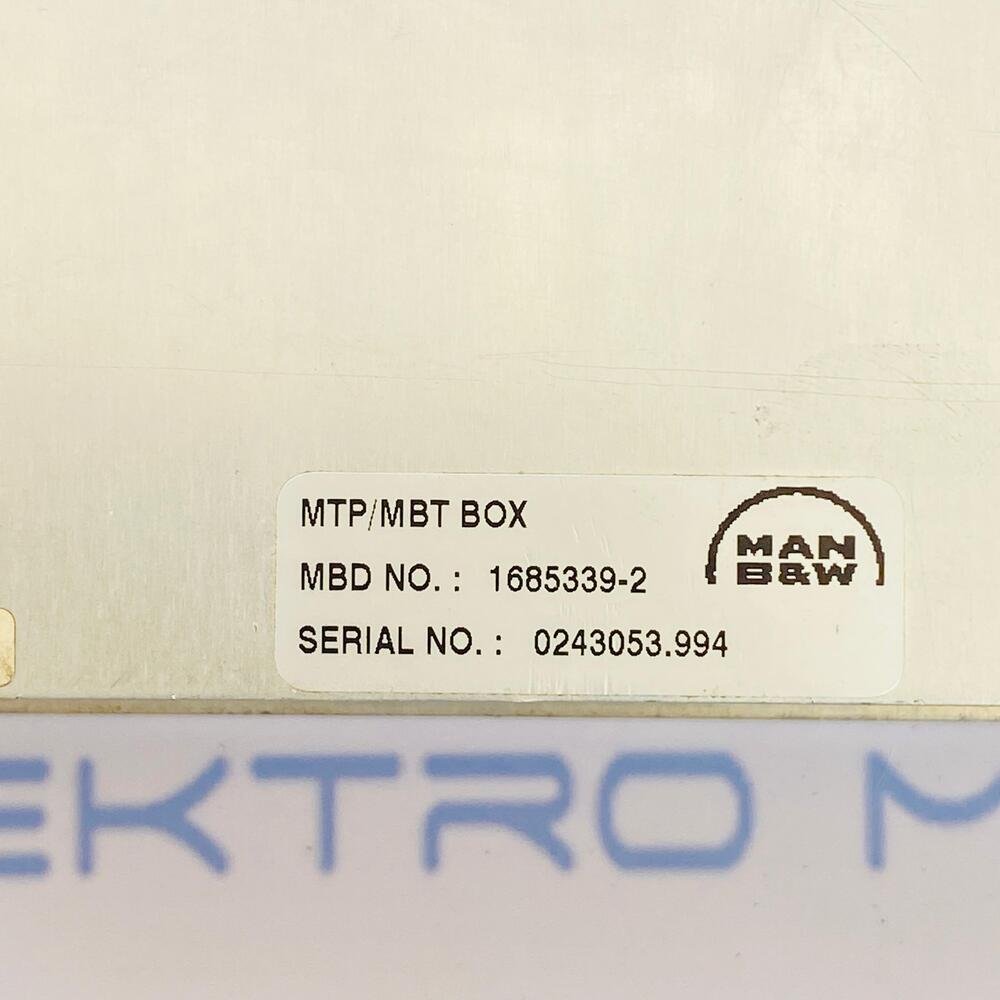 MTP/MBT BOX
MBD NO. : 1685339-2
SERIAL NO. : 0243053.994
MAN
B&W
EKTRO M